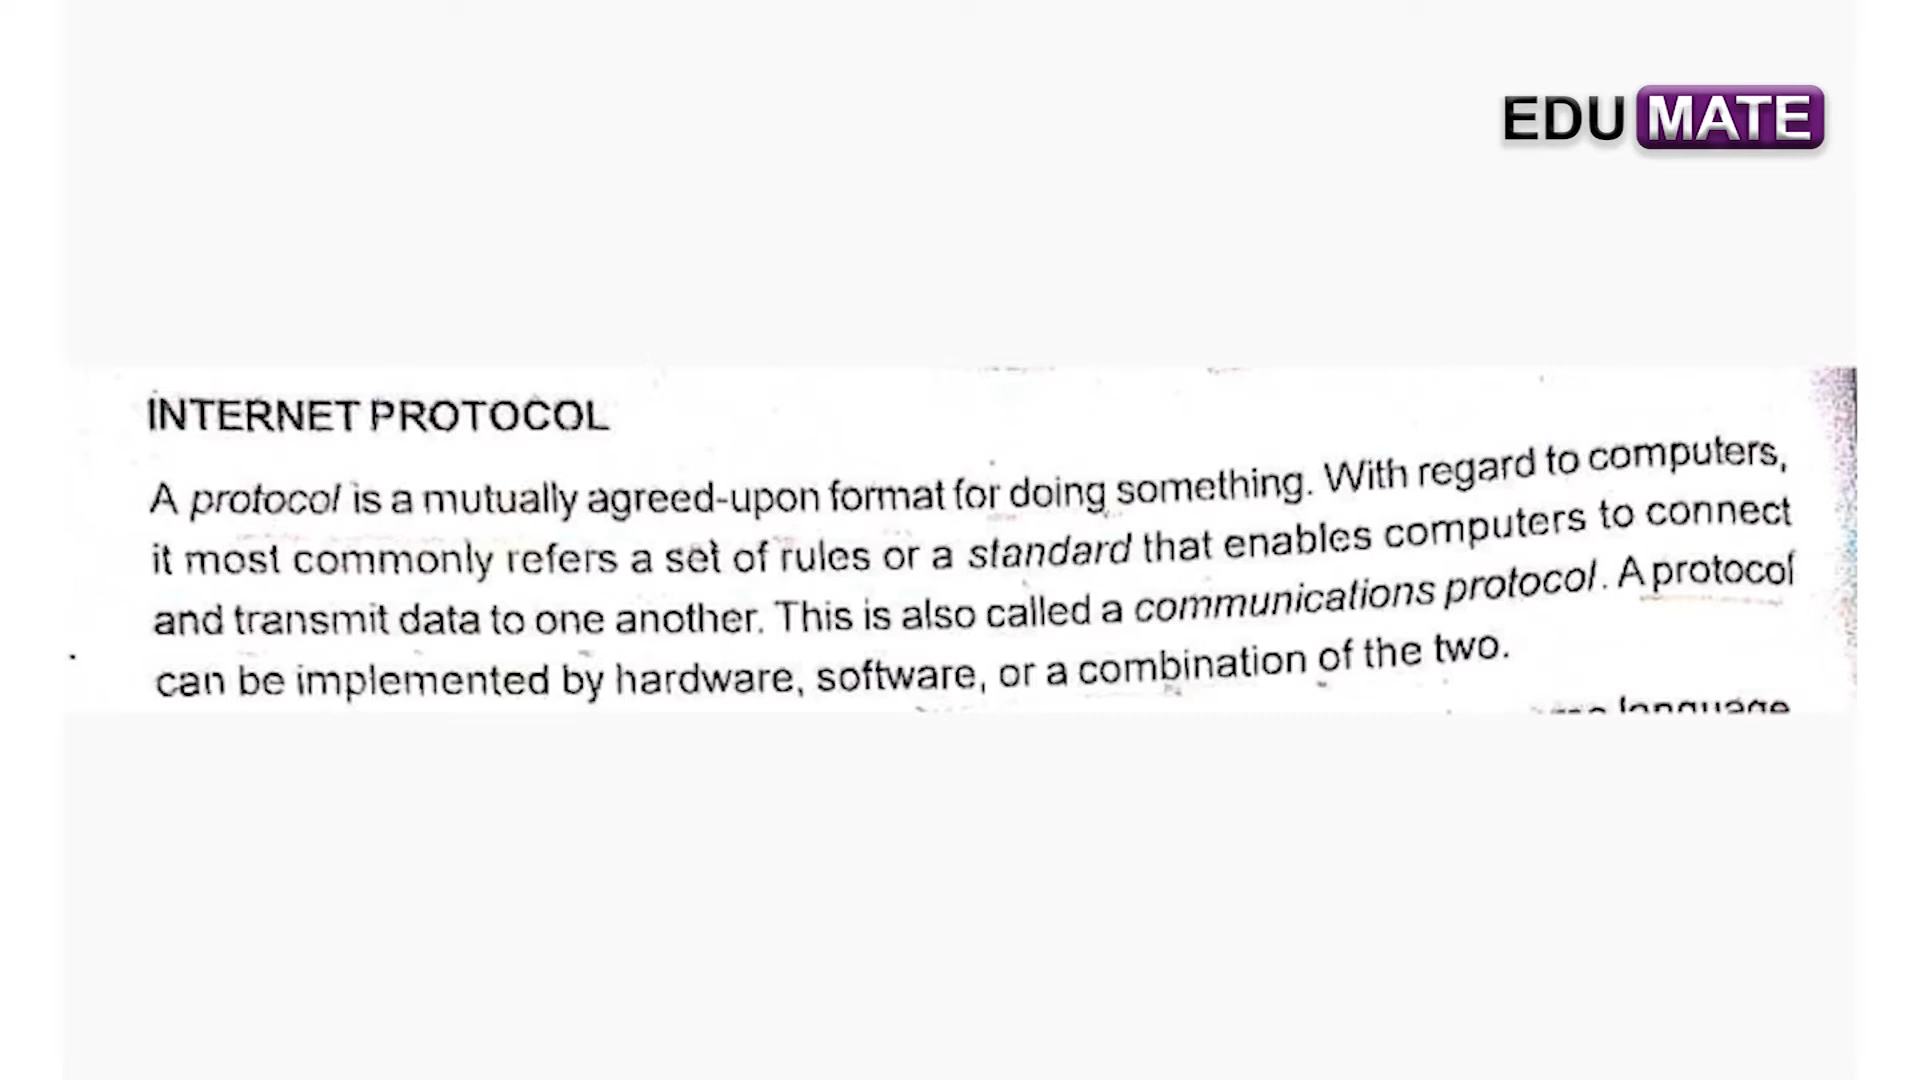 EDUMATE
INTERNET PROTOCOL
A protocol is a mutually agreed-upon format for doing something. With regard to computers,
it most commonly refers a set of rules or a standard that enables computers to connect
and transmit data to one another. This is also called a communications protocol. A protocol
can be implemented by hardware, software, or a combination of the two.
language